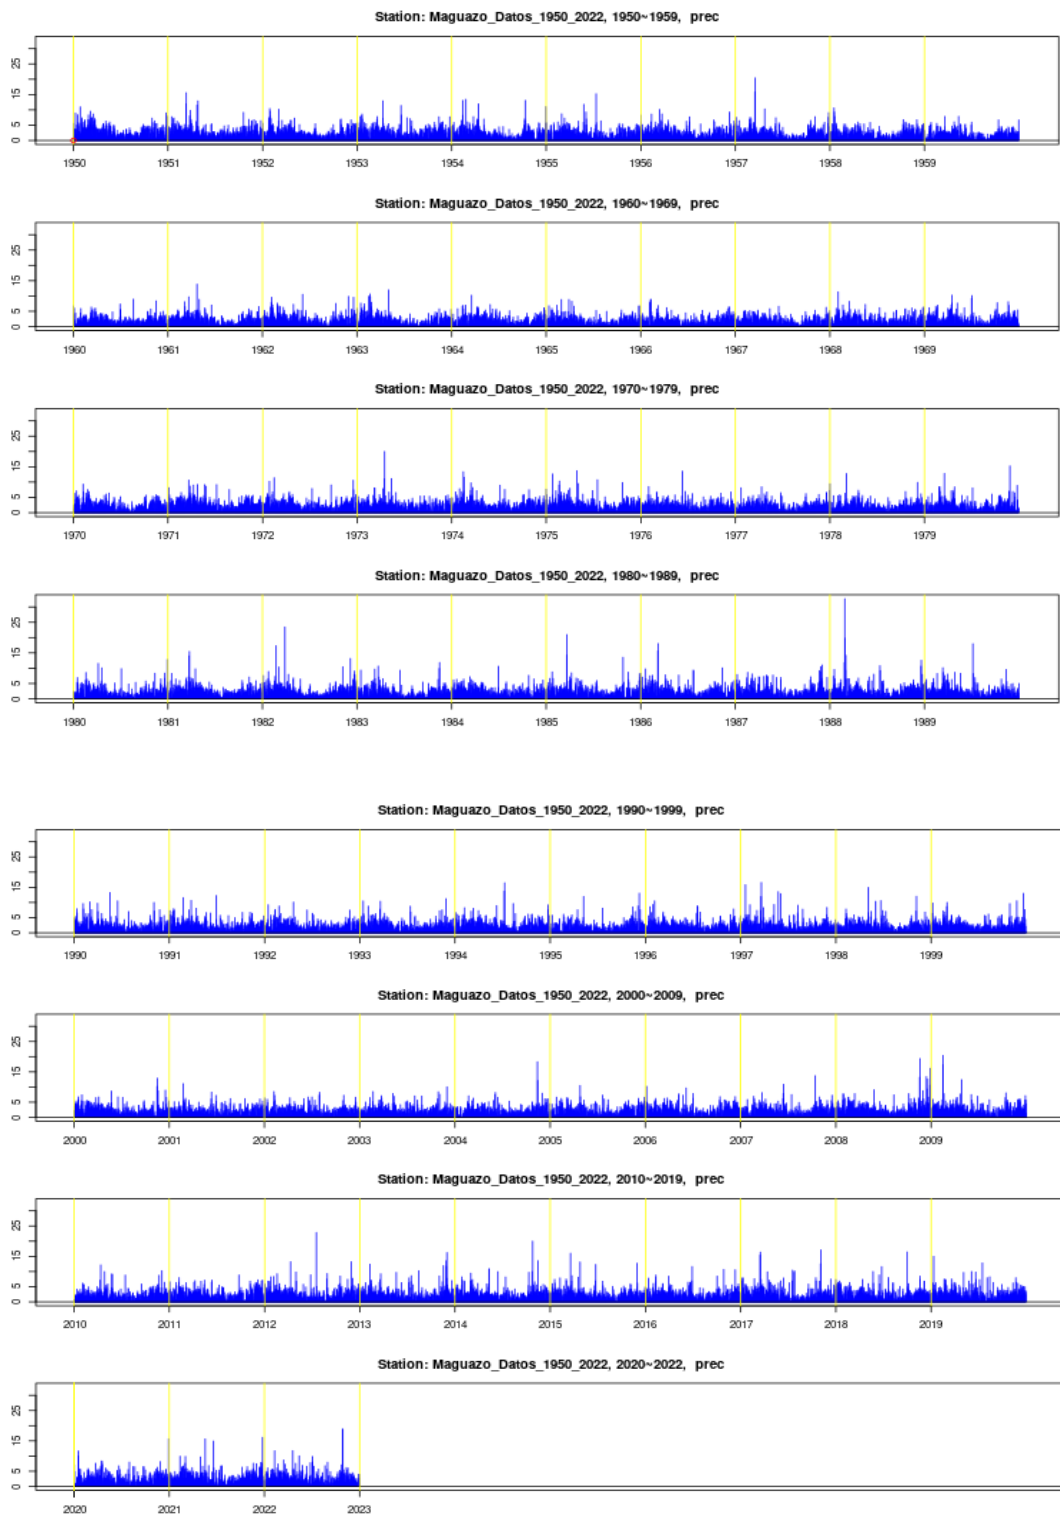 Station: Maguazo_Datos_1950_2022, 1950~1959, prec
0 5 15 25
1950 1951 1952 1953 1954 1955 1956 1957 1958 1959
Station: Maguazo_Datos_1950_2022, 1960~1969, prec
0 5 15 25
1960 1961 1962 1963 1964 1965 1966 1967 1968 1969
Station: Maguazo_Datos_1950_2022, 1970~1979, prec
0 5 15 25
1970 1971 1972 1973 1974 1975 1976 1977 1978 1979
Station: Maguazo_Datos_1950_2022, 1980~1989, prec
0 5 15 25
1980 1981 1982 1983 1984 1985 1986 1987 1988 1989
Station: Maguazo_Datos_1950_2022, 1990~1999, prec
0 5 15 25
1990 1991 1992 1993 1994 1995 1996 1997 1998 1999
Station: Maguazo_Datos_1950_2022, 2000~2009, prec
0 5 15 25
2000 2001 2002 2003 2004 2005 2006 2007 2008 2009
Station: Maguazo_Datos_1950_2022, 2010~2019, prec
0 5 15 25
2010 2011 2012 2013 2014 2015 2016 2017 2018 2019
Station: Maguazo_Datos_1950_2022, 2020~2022, prec
0 5 15 25
2020 2021 2022 2023